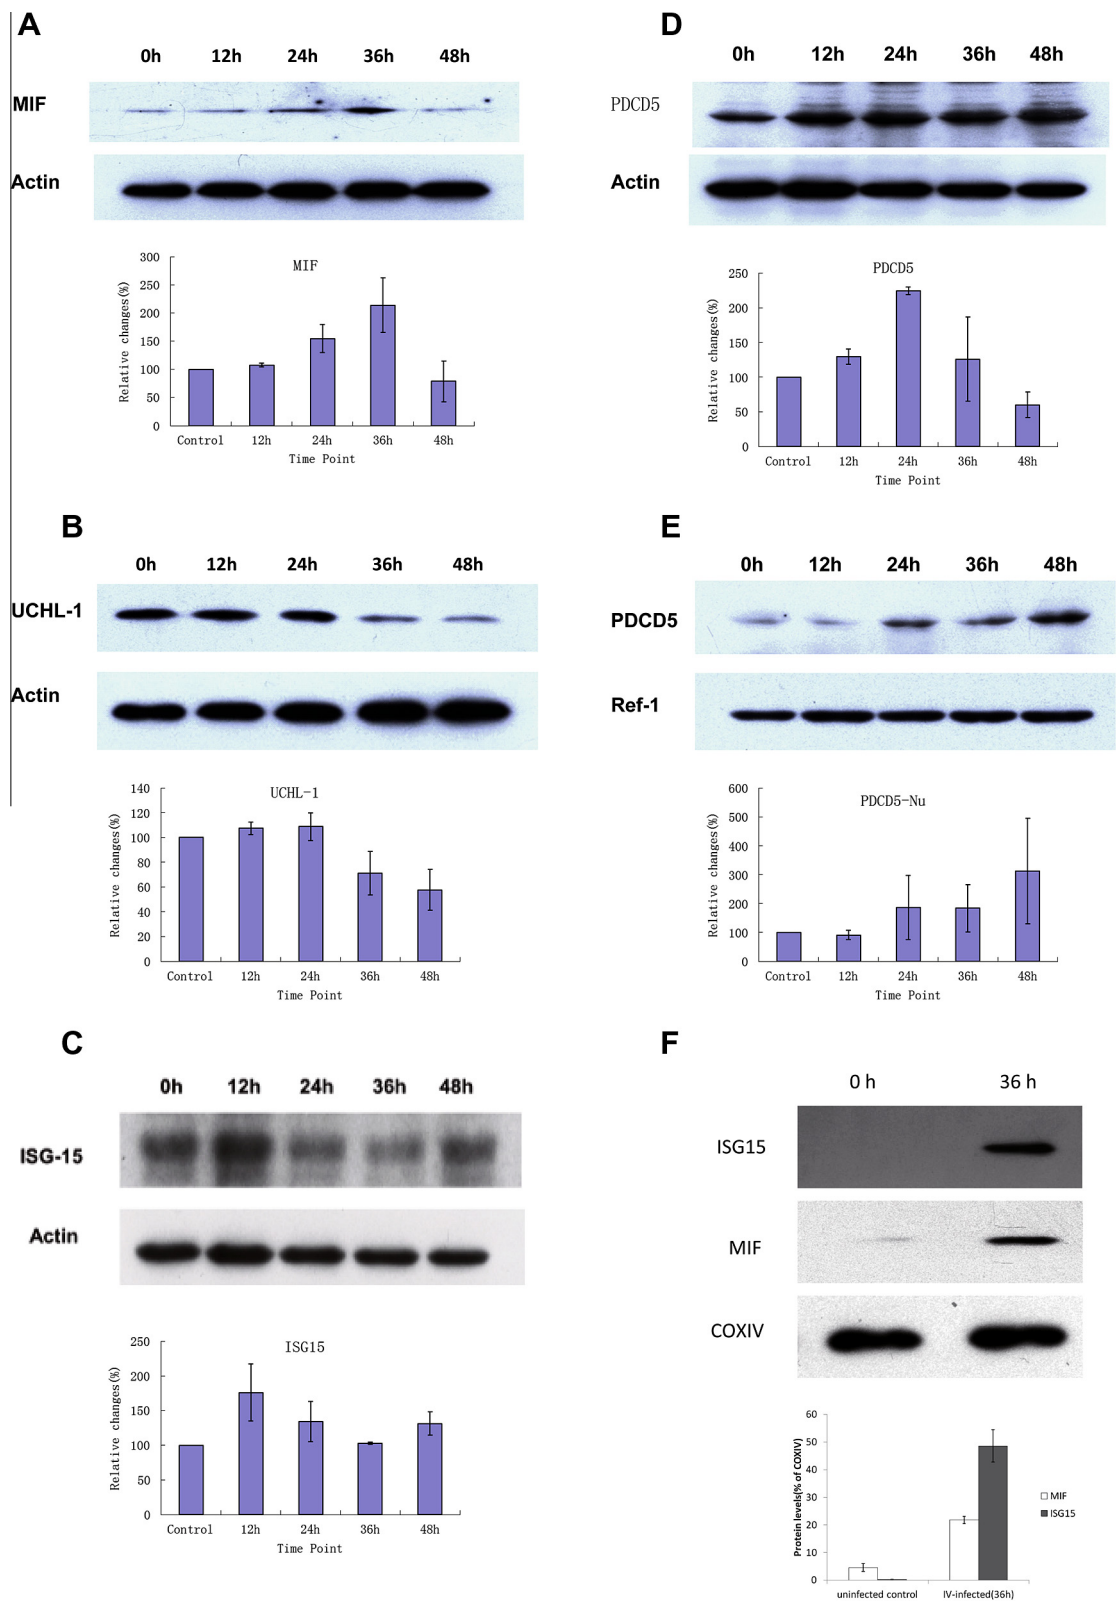 A
0h 12h 24h 36h 48h
MIF
Actin
MIF
Relative changes(%)
300
250
200
150
100
50
0
Control 12h 24h 36h 48h
Time Point
B
0h 12h 24h 36h 48h
UCHL-1
Actin
UCHL-1
Relative changes(%)
140
120
100
80
60
40
20
0
Control 12h 24h 36h 48h
Time Point
C
0h 12h 24h 36h 48h
ISG-15
Actin
ISG15
Relative changes(%)
250
200
150
100
50
0
Control 12h 24h 36h 48h
Time Point
D
0h 12h 24h 36h 48h
PDCD5
Actin
PDCD5
Relative changes(%)
250
200
150
100
50
0
Control 12h 24h 36h 48h
Time Point
E
0h 12h 24h 36h 48h
PDCD5
Ref-1
PDCD5-Nu
Relative changes(%)
600
500
400
300
200
100
0
Control 12h 24h 36h 48h
Time Point
F
0 h 36 h
ISG15
MIF
COXIV
Protein levels(% of COXIV)
60
50
40
30
20
10
0
MIF
ISG15
uninfected control IV-infected(36h)